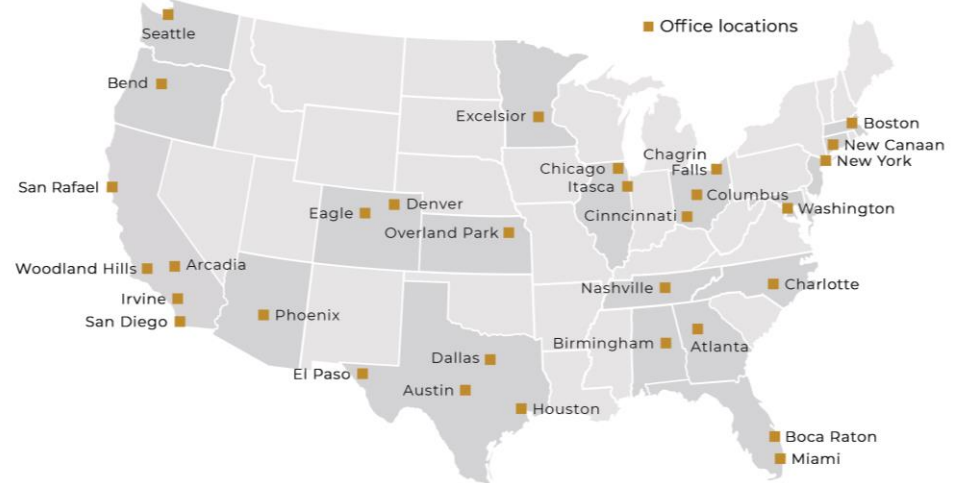 Office locations
Seattle
Bend
Excelsior
Boston
New Canaan
New York
Chagrin
Falls
Chicago
Itasca
San Rafael
Columbus
Denver
Eagle
Washington
Cinncinnati
Overland Park
Woodland Hills
Arcadia
Nashville
Charlotte
Irvine
San Diego
Phoenix
Birmingham
Atlanta
Dallas
El Paso
Austin
Houston
Boca Raton
Miami